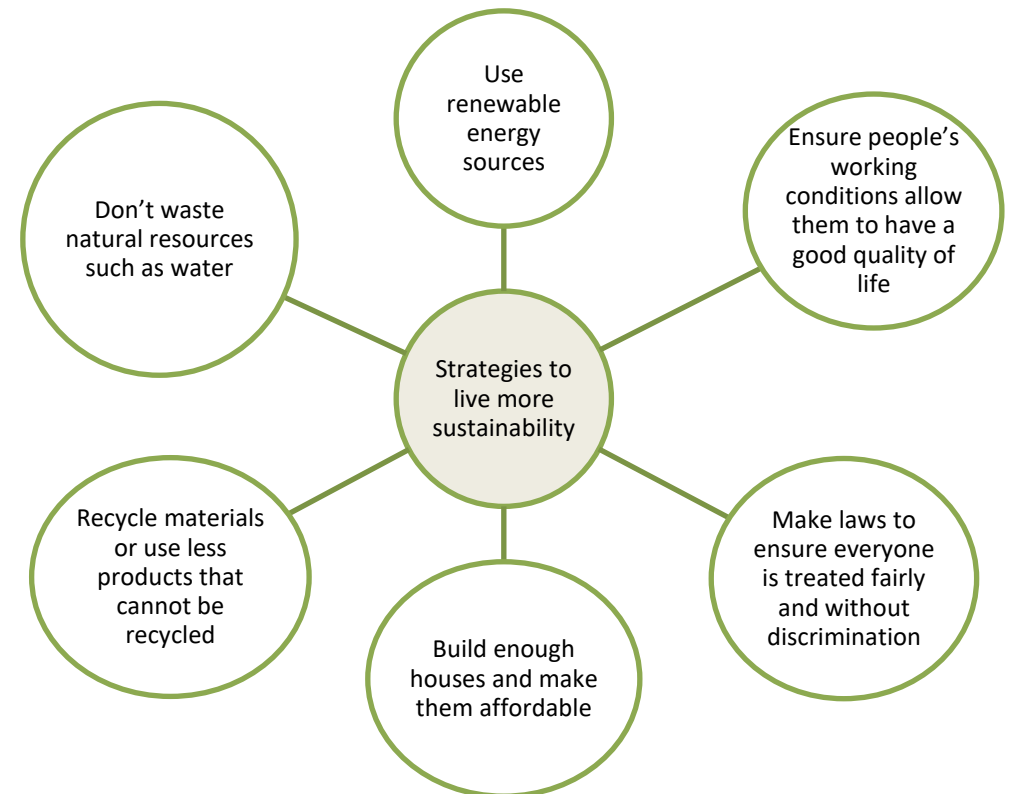 Use
renewable
energy
sources
Ensure people’s
working
conditions allow
them to have a
good quality of
life
Don’t waste
natural resources
such as water
Strategies to
live more
sustainability
Recycle materials
or use less
products that
cannot be
recycled
Make laws to
ensure everyone
is treated fairly
and without
discrimination
Build enough
houses and make
them affordable